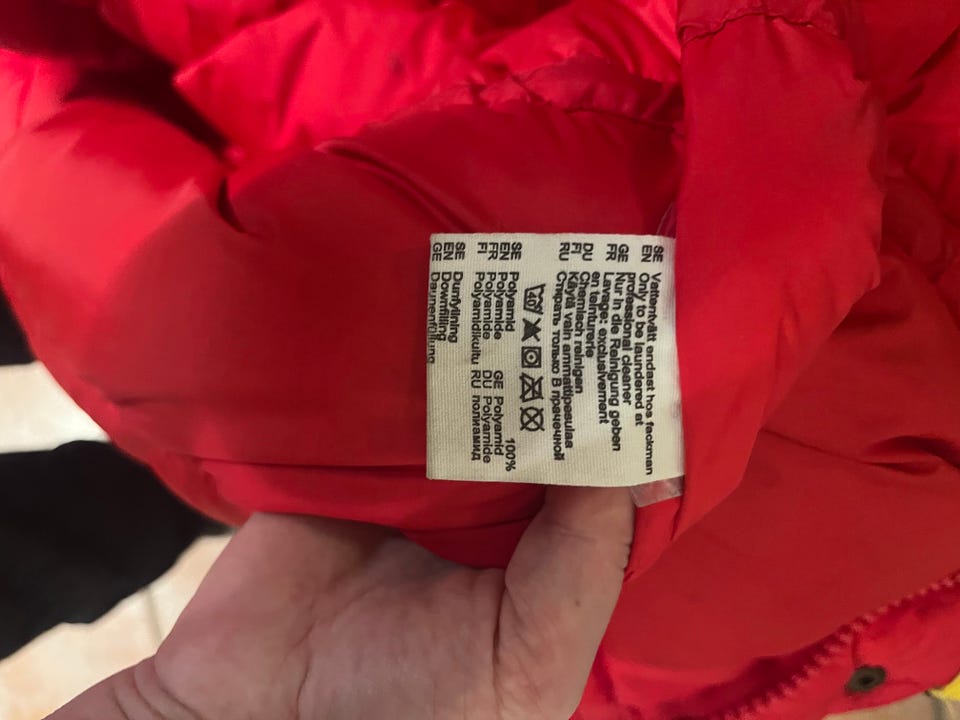 SE Vattentvätt endast hos fackman
EN Only to be laundered at
professional cleaner
GE Nur in die Reinigung geben
FR Lavage: exclusivement
en teinturerie
DU Chemisch reinigen
FI Käytä vain ammattipesulaa
RU Стирать только В прачечной
40
SE Polyamid 100%
EN Polyamide GE Polyamid
FR Polyamide DU Polyamide
FI Polyamidikuitu RU полиамид
SE Dunfyllning
EN Downfilling
GE Daunenfüllung